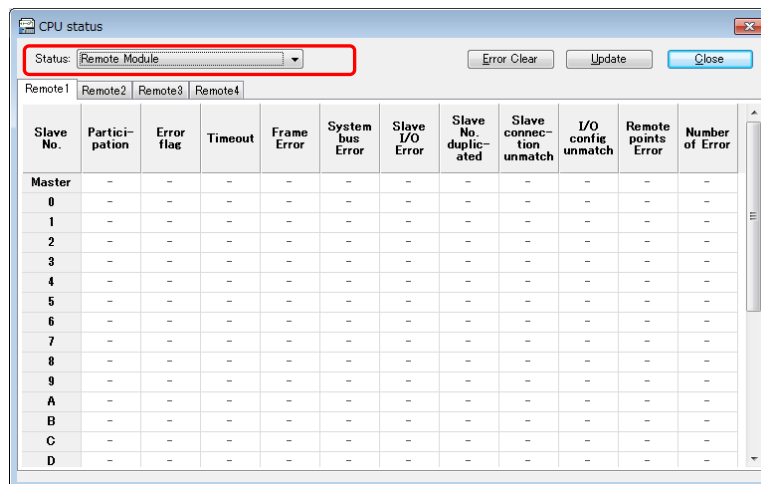 CPU status
Status: Remote Module Error Clear Update Close
Remote1 Remote2 Remote3 Remote4
Slave No. Partici-pation Error flag Timeout Frame Error System bus Error Slave I/O Error Slave No. duplic-ated Slave connec-tion unmatch I/O config unmatch Remote points Error Number of Error
Master - - - - - - - - - - -
0 - - - - - - - - - - -
1 - - - - - - - - - - -
2 - - - - - - - - - - -
3 - - - - - - - - - - -
4 - - - - - - - - - - -
5 - - - - - - - - - - -
6 - - - - - - - - - - -
7 - - - - - - - - - - -
8 - - - - - - - - - - -
9 - - - - - - - - - - -
A - - - - - - - - - - -
B - - - - - - - - - - -
C - - - - - - - - - - -
D - - - - - - - - - - -